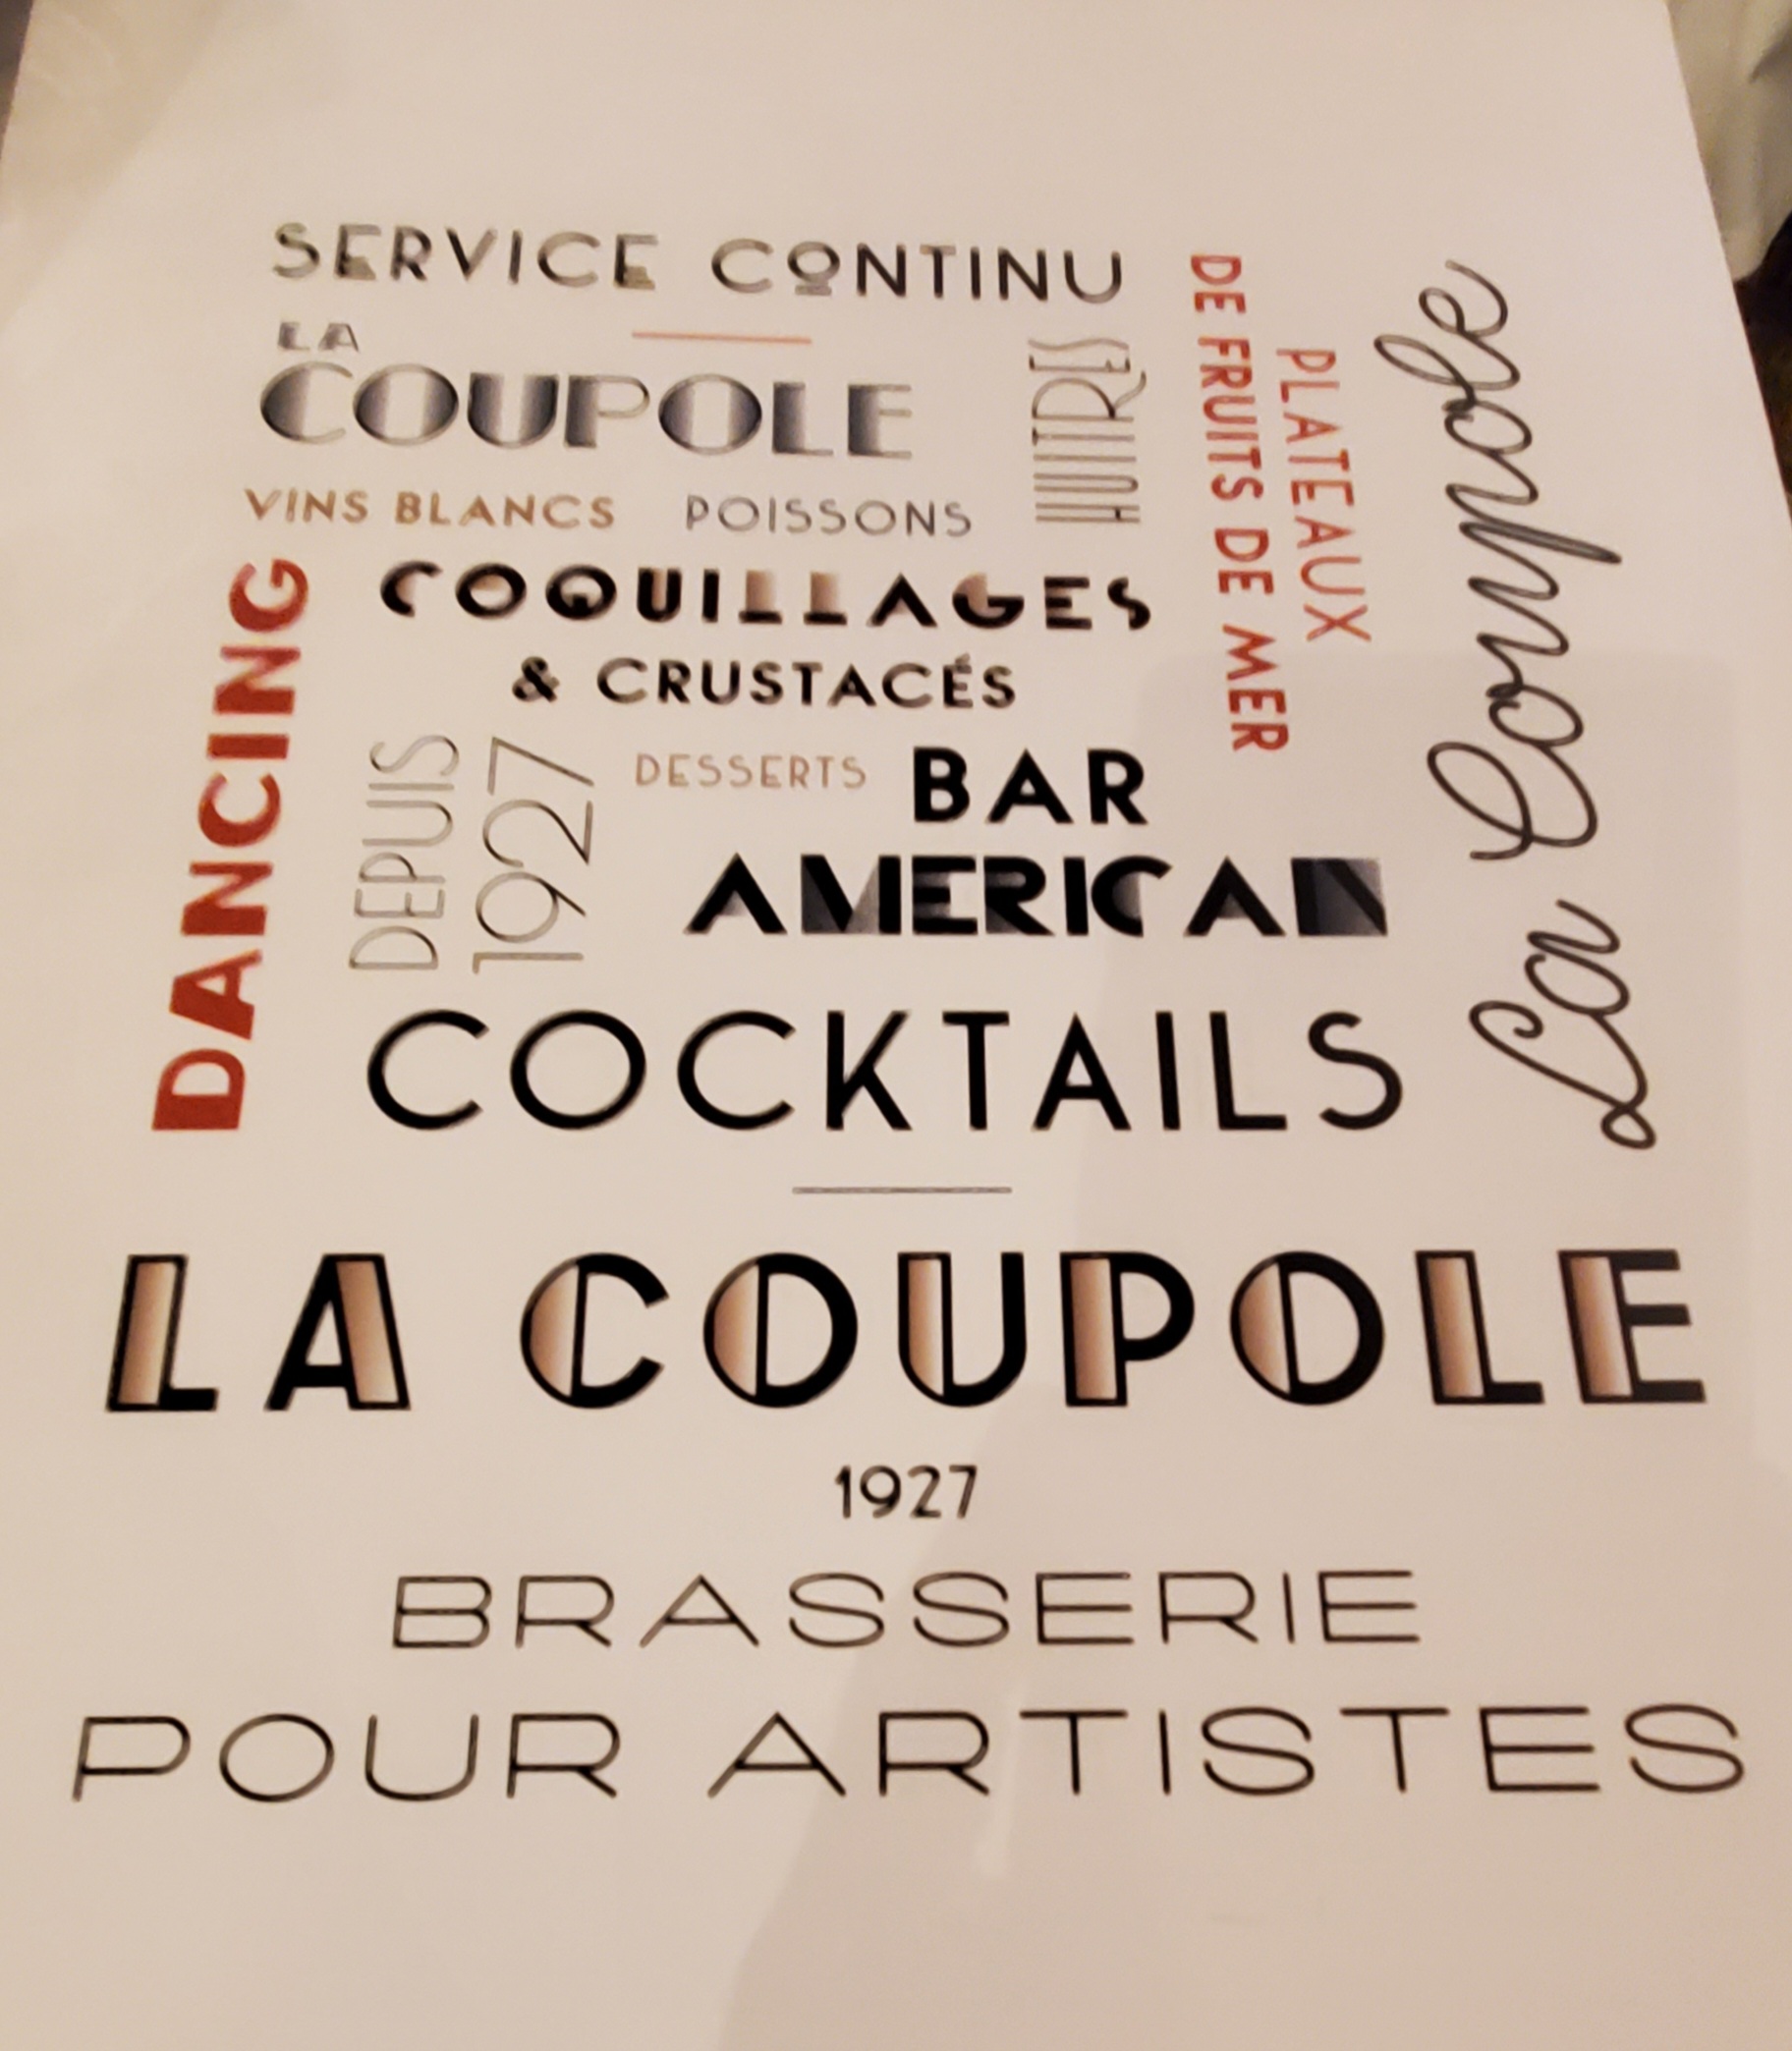 SERVICE CONTINU
LA
COUPOLE
HUITRES
PLATEAUX
DE FRUITS DE MER
La Coupole
VINS BLANCS
POISSONS
COQUILLAGES
& CRUSTACÉS
DANCING
DEPUIS
1927
DESSERTS
BAR
AMERICAN
COCKTAILS
LA COUPOLE
1927
BRASSERIE
POUR ARTISTES